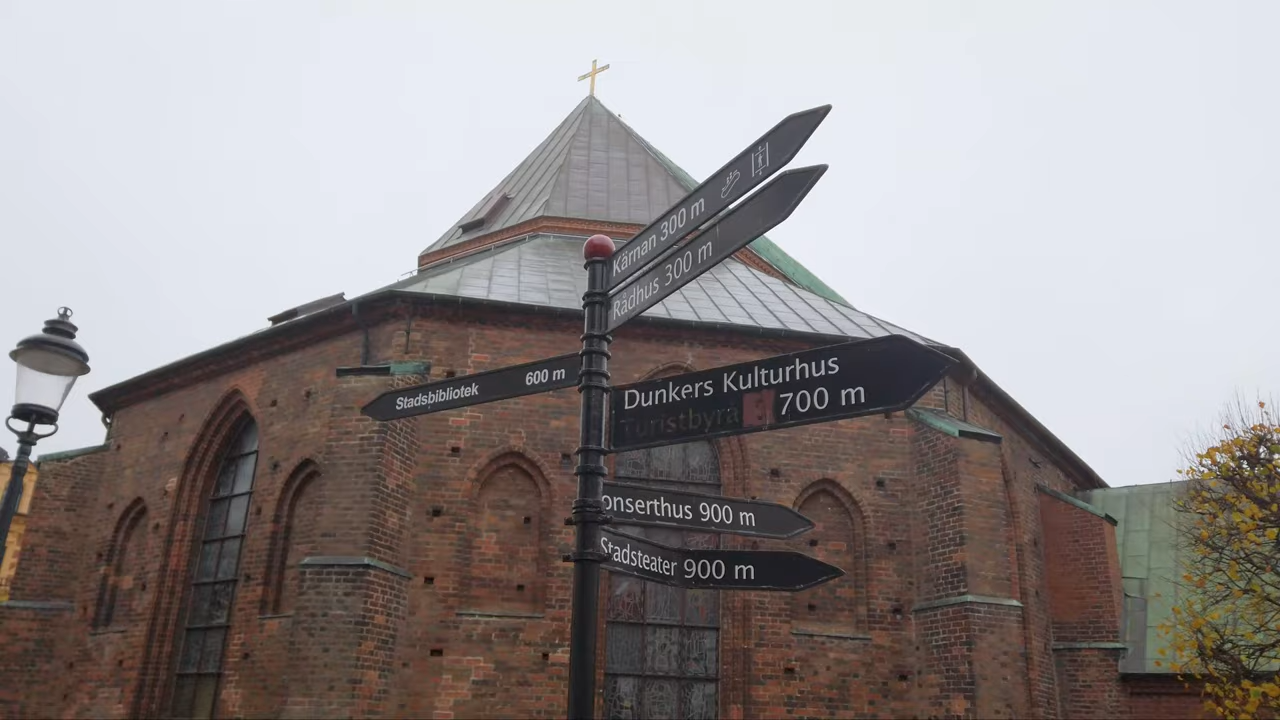 Kärnan 300 m
Rådhus 300 m
Stadsbibliotek 600 m
Dunkers Kulturhus
Turistbyrå 700 m
onserthus 900 m
Stadsteater 900 m